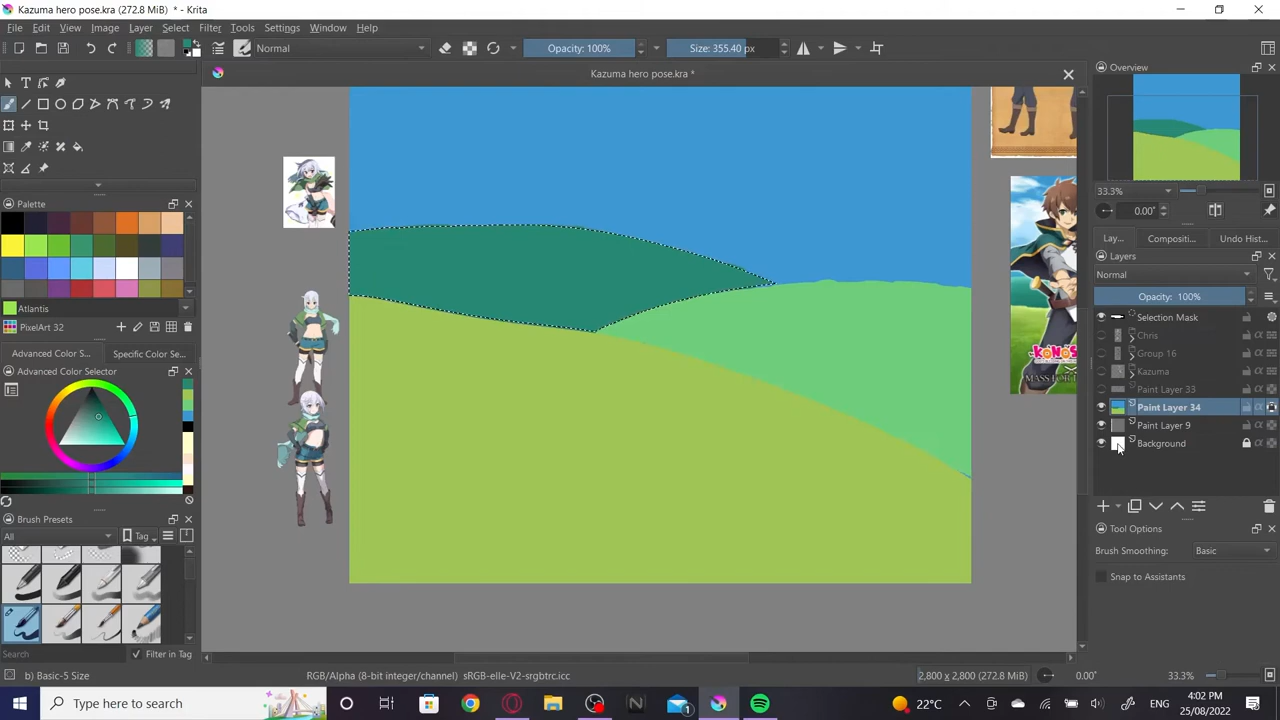 Kazuma hero pose.kra (272.8 MiB) * - Krita
File Edit View Image Layer Select Filter Tools Settings Window Help
Normal
Opacity: 100%
Size: 355.40 px
Kazuma hero pose.kra *
Overview
33.3%
0.00°
Palette
Atlantis
PixelArt 32
Advanced Color S...
Specific Color Se...
Advanced Color Selector
Brush Presets
All
Tag
Search
Filter in Tag
KONO
MASS FOR
Lay...
Compositi...
Undo Hist...
Layers
Normal
Opacity: 100%
Selection Mask
Chris
Group 16
Kazuma
Paint Layer 33
Paint Layer 34
Paint Layer 9
Background
Tool Options
Brush Smoothing:
Basic
Snap to Assistants
b) Basic-5 Size
RGB/Alpha (8-bit integer/channel) sRGB-elle-V2-srgbtrc.icc
2,800 x 2,800 (272.8 MiB)
0.00°
33.3%
Type here to search
22°C
ENG
4:02 PM
25/08/2022